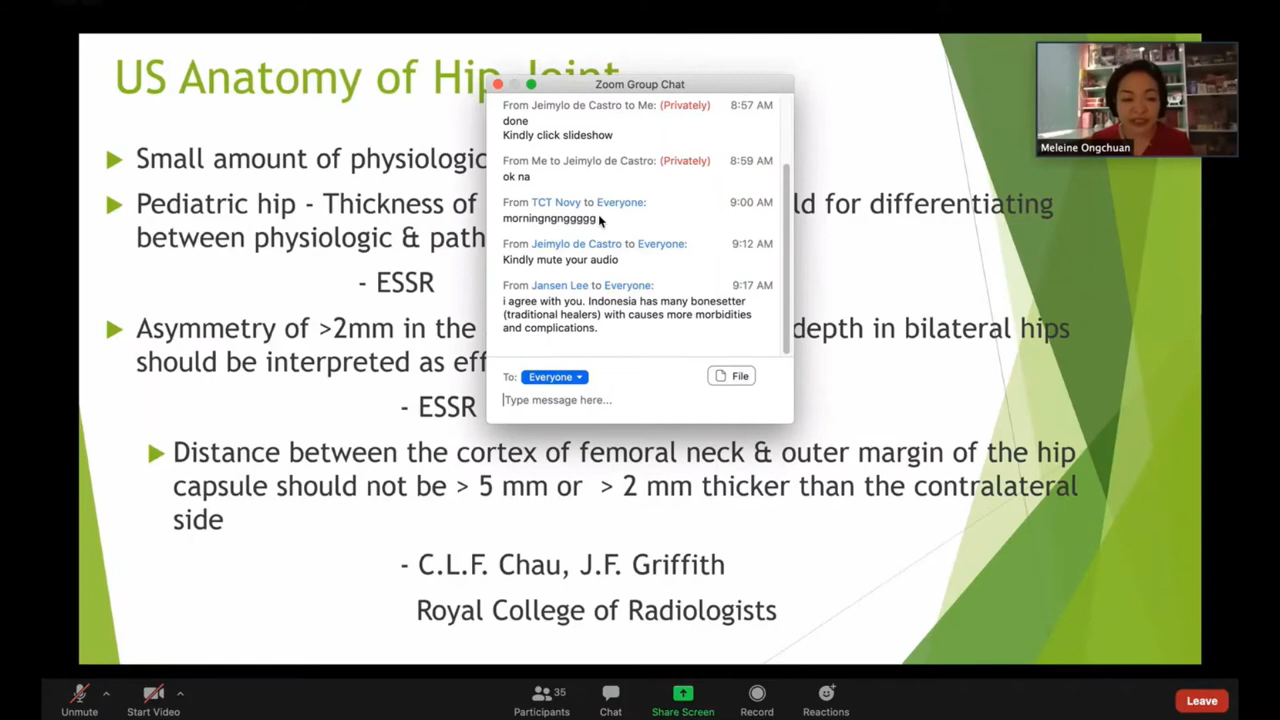 US Anatomy of Hip Joint
Small amount of physiologic
Pediatric hip - Thickness of
ld for differentiating
between physiologic & path
- ESSR
Asymmetry of >2mm in the
depth in bilateral hips
should be interpreted as eff
- ESSR
Distance between the cortex of femoral neck & outer margin of the hip
capsule should not be > 5 mm or > 2 mm thicker than the contralateral
side
- C.L.F. Chau, J.F. Griffith
Royal College of Radiologists
Zoom Group Chat
From Jeimylo de Castro to Me: (Privately) 8:57 AM
done
Kindly click slideshow
From Me to Jeimylo de Castro: (Privately) 8:59 AM
ok na
From TCT Novy to Everyone: 9:00 AM
morningngnggggg
From Jeimylo de Castro to Everyone: 9:12 AM
Kindly mute your audio
From Jansen Lee to Everyone: 9:17 AM
i agree with you. Indonesia has many bonesetter
(traditional healers) with causes more morbidities
and complications.
To: Everyone
File
Type message here...
Meleine Ongchuan
Unmute
Start Video
35
Participants
Chat
Share Screen
Record
Reactions
Leave